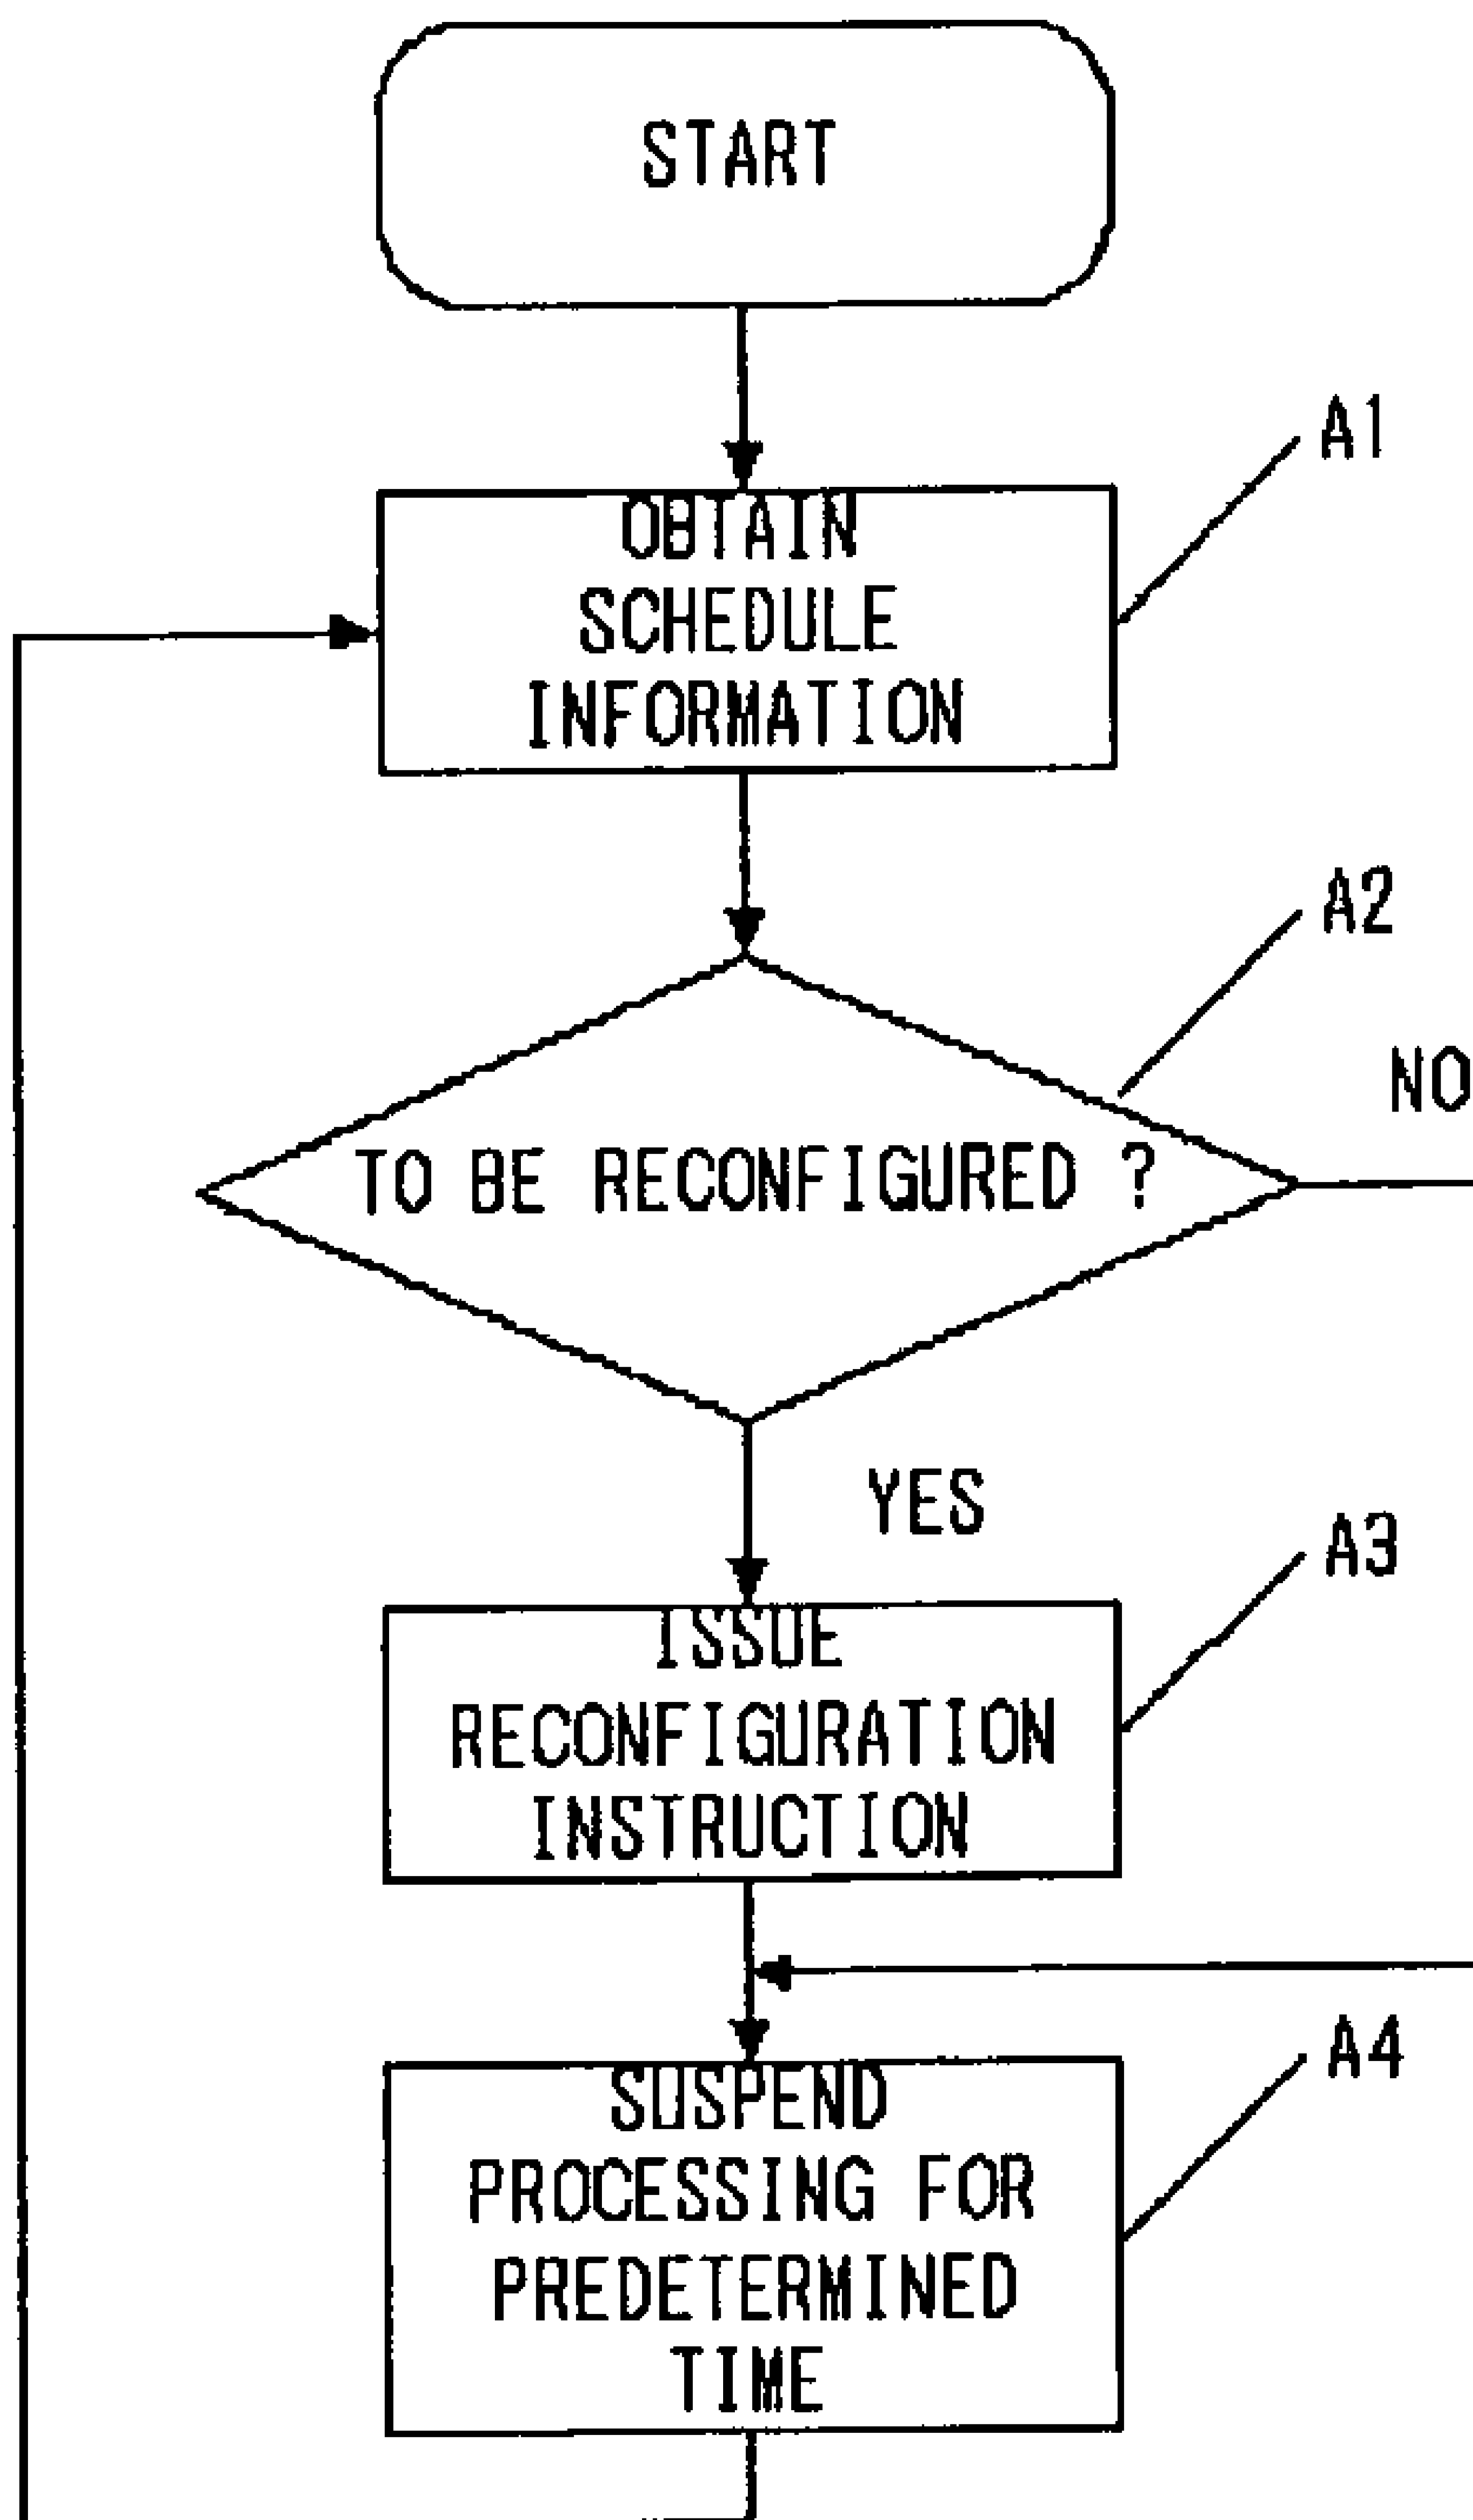 START
A1
OBTAIN
SCHEDULE
INFORMATION
A2
NO
TO BE RECONFIGURED ?
YES
A3
ISSUE
RECONFIGURATION
INSTRUCTION
A4
SUSPEND
PROCESSING FOR
PREDETERMINED
TIME